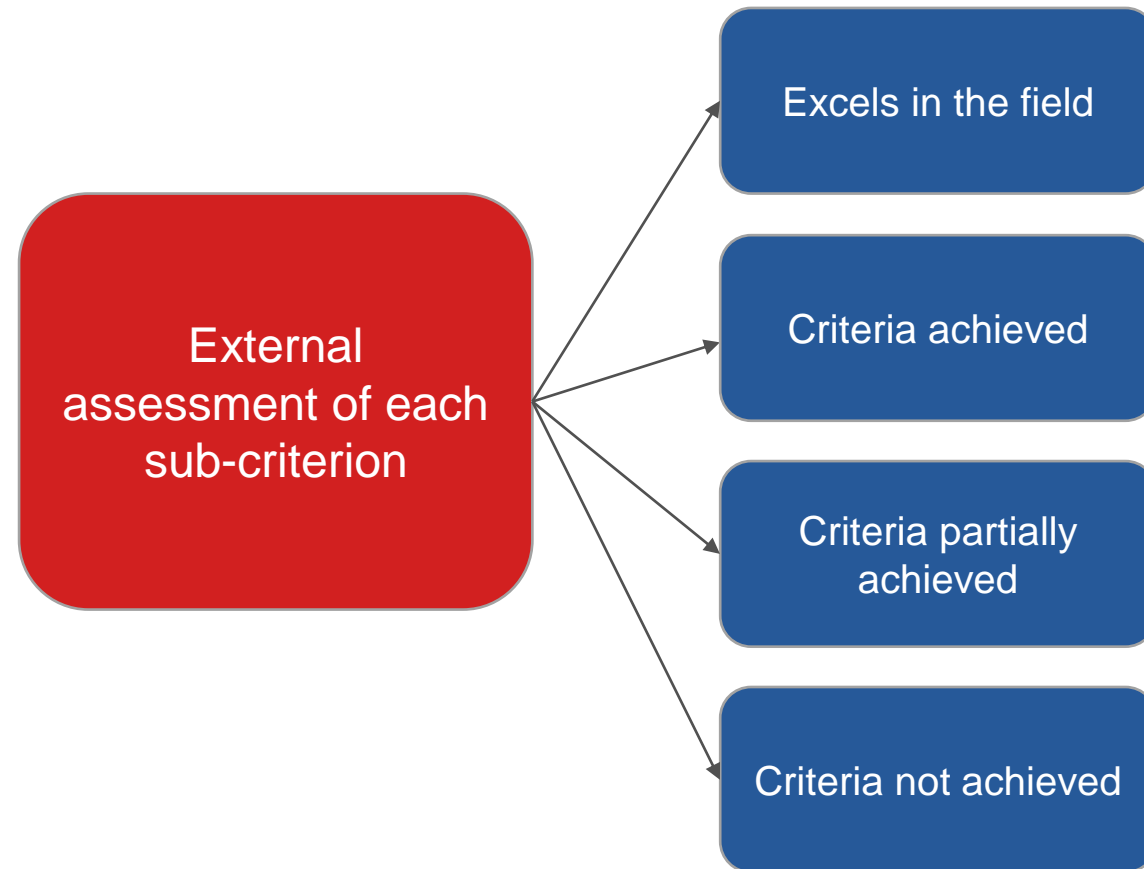 External
assessment of each
sub-criterion
Excels in the field
Criteria achieved
Criteria partially
achieved
Criteria not achieved